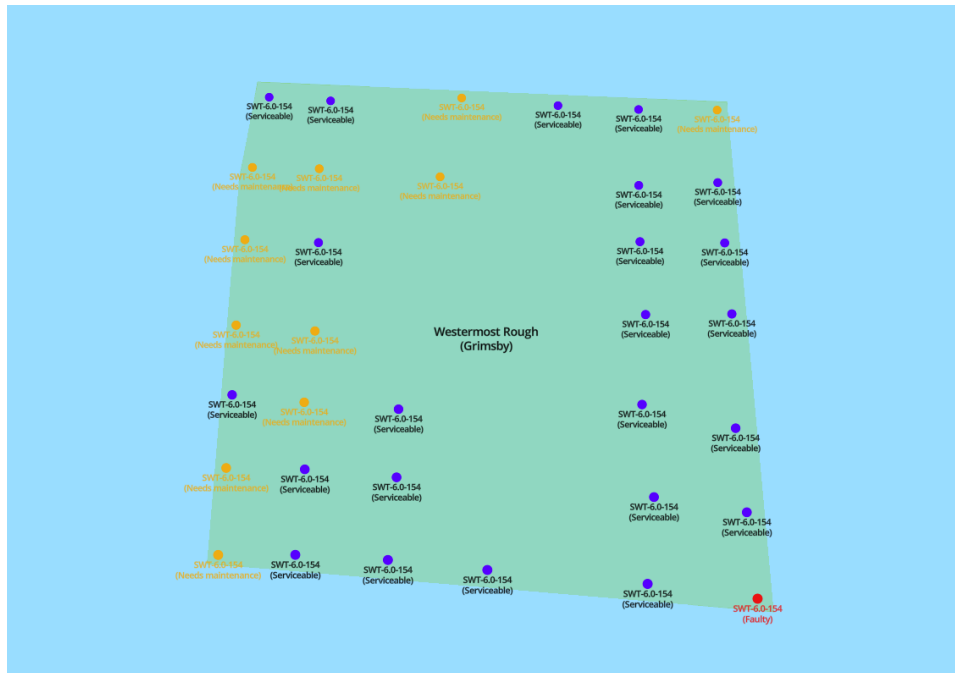 SWT-6.0-154
(Serviceable)
SWT-6.0-154
(Serviceable)
SWT-6.0-154
(Needs maintenance)
SWT-6.0-154
(Serviceable)
SWT-6.0-154
(Serviceable)
SWT-6.0-154
(Needs maintenance)
SWT-6.0-154
(Needs maintenance)
SWT-6.0-154
(Needs maintenance)
SWT-6.0-154
(Needs maintenance)
SWT-6.0-154
(Serviceable)
SWT-6.0-154
(Serviceable)
SWT-6.0-154
(Needs maintenance)
SWT-6.0-154
(Serviceable)
SWT-6.0-154
(Serviceable)
SWT-6.0-154
(Serviceable)
SWT-6.0-154
(Needs maintenance)
SWT-6.0-154
(Needs maintenance)
Westermost Rough
(Grimsby)
SWT-6.0-154
(Serviceable)
SWT-6.0-154
(Serviceable)
SWT-6.0-154
(Serviceable)
SWT-6.0-154
(Needs maintenance)
SWT-6.0-154
(Serviceable)
SWT-6.0-154
(Serviceable)
SWT-6.0-154
(Serviceable)
SWT-6.0-154
(Needs maintenance)
SWT-6.0-154
(Serviceable)
SWT-6.0-154
(Serviceable)
SWT-6.0-154
(Serviceable)
SWT-6.0-154
(Serviceable)
SWT-6.0-154
(Needs maintenance)
SWT-6.0-154
(Serviceable)
SWT-6.0-154
(Serviceable)
SWT-6.0-154
(Serviceable)
SWT-6.0-154
(Serviceable)
SWT-6.0-154
(Faulty)